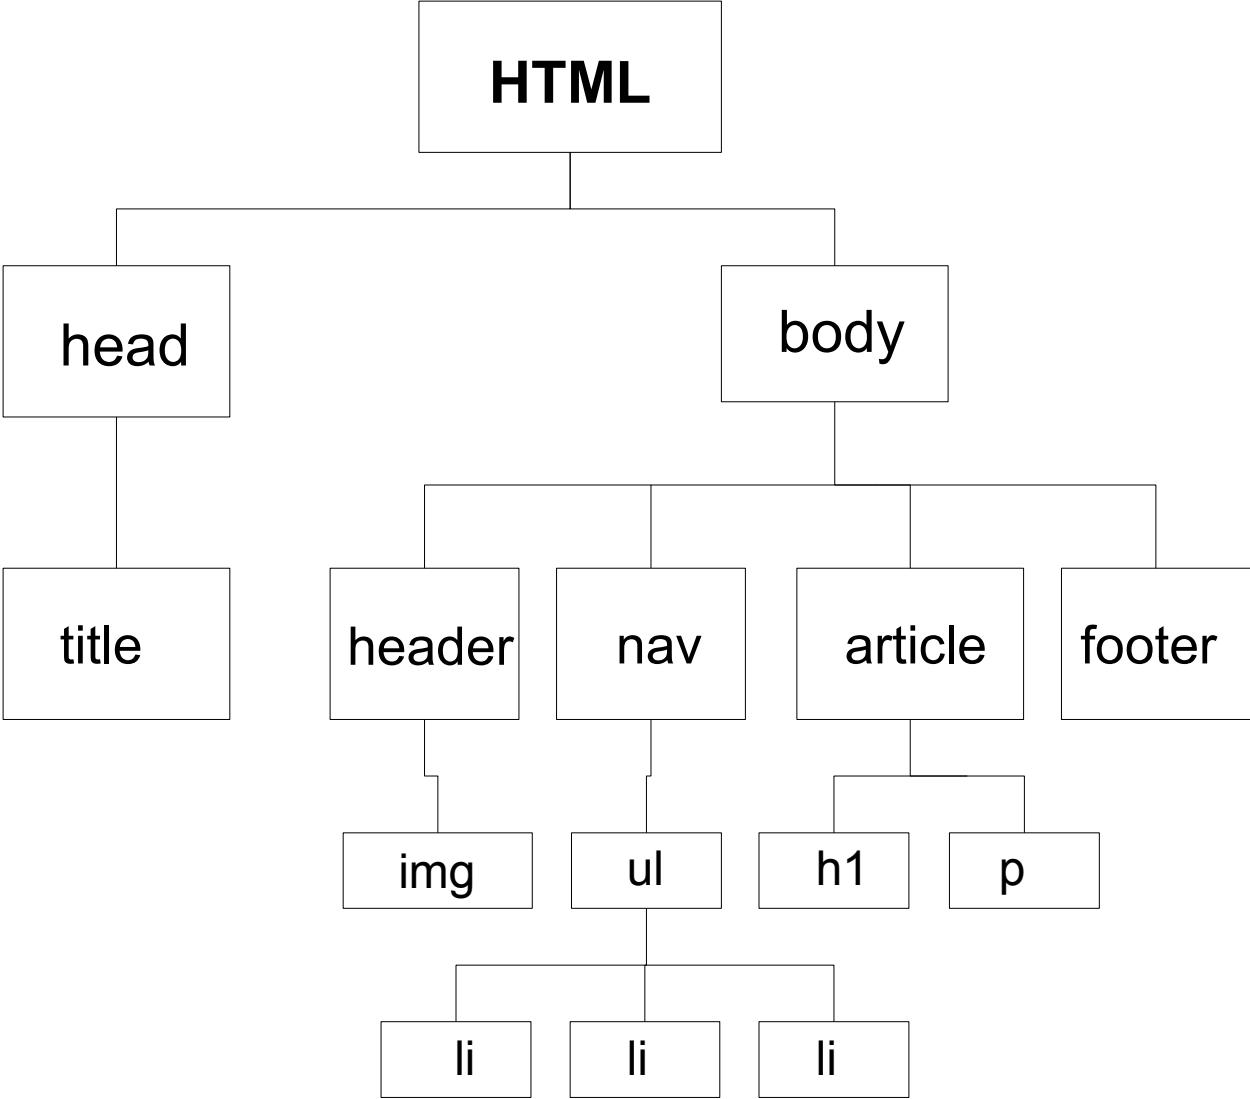 HTML
head
body
title
header
nav
article
footer
img
ul
h1
p
li
li
li